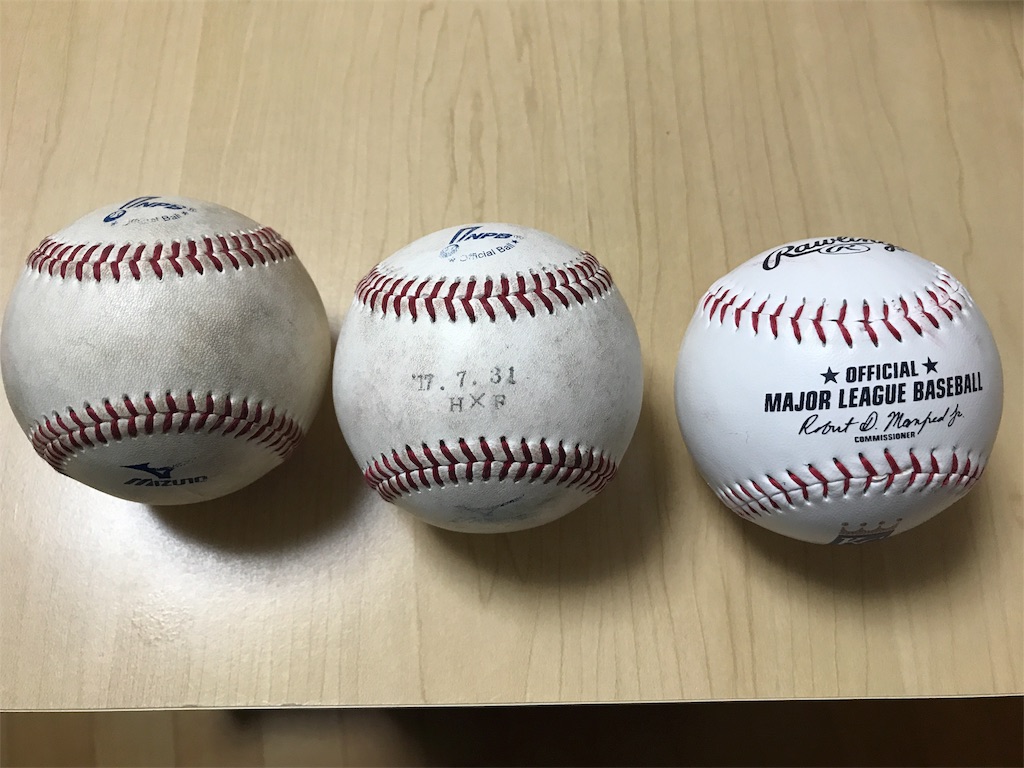 NPB
Official Ball
MIZUNO
NPB
★ Official Ball ★
'17. 7. 31
H×F
Rawlings
R
★ OFFICIAL ★
MAJOR LEAGUE BASEBALL
Robert D. Manfred Jr.
COMMISSIONER